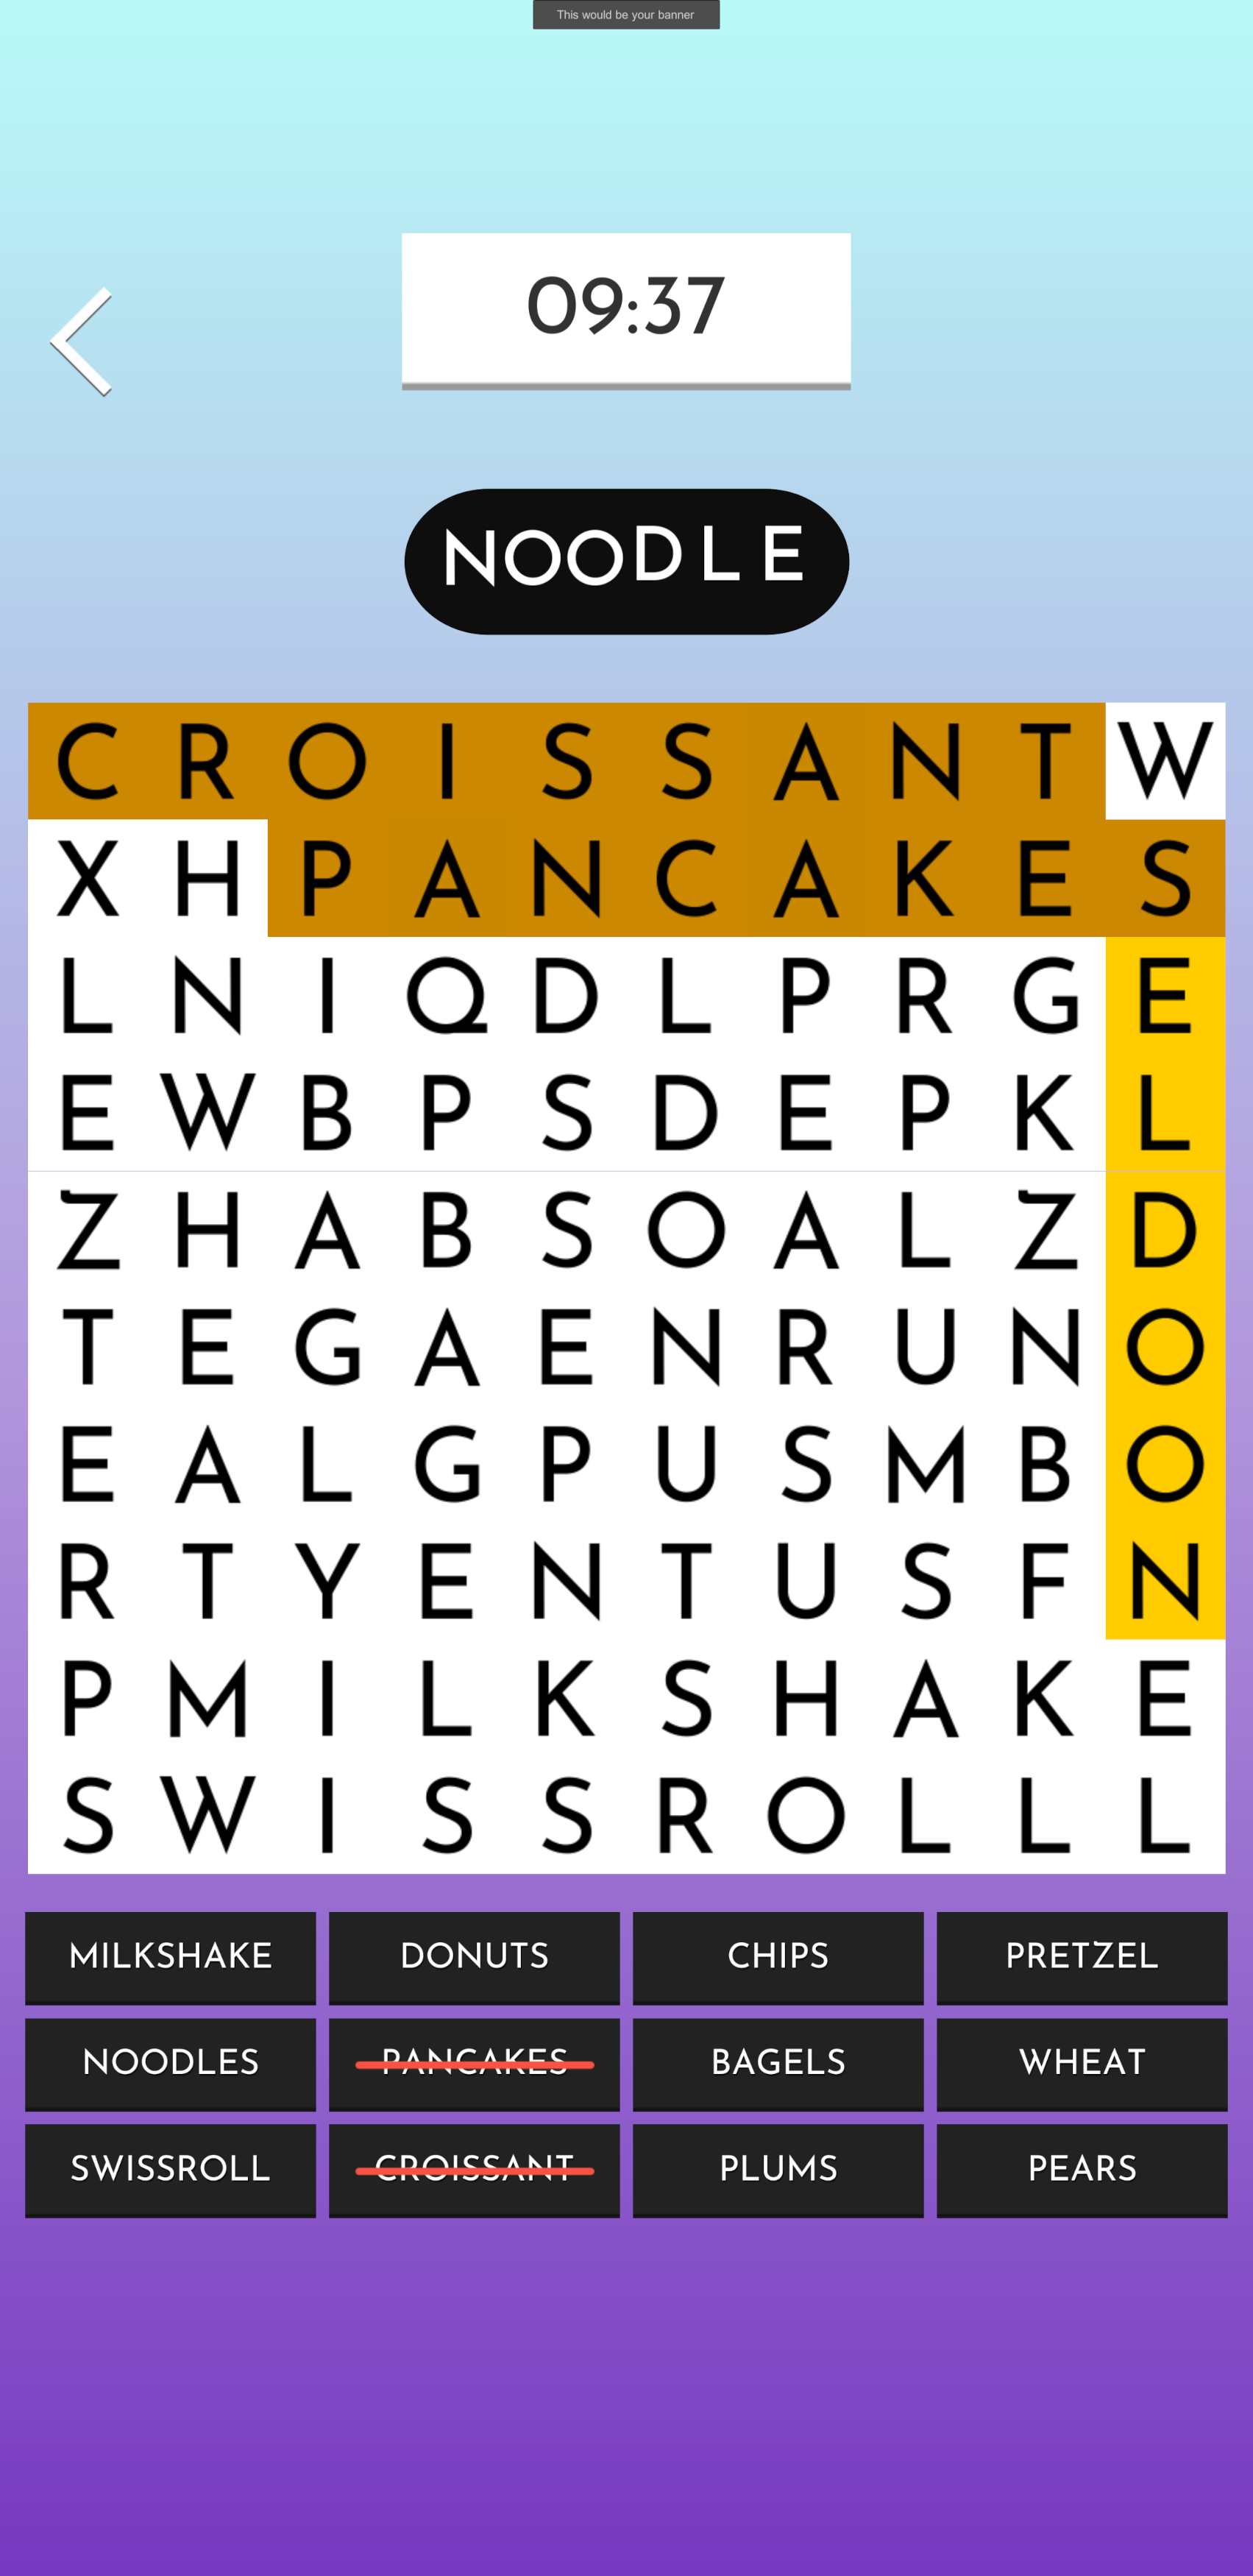 This would be your banner
09:37
NOODLE
C R O I S S A N T W
X H P A N C A K E S
L N I Q D L P R G E
E W B P S D E P K L
Z H A B S O A L Z D
T E G A E N R U N O
E A L G P U S M B O
R T Y E N T U S F N
P M I L K S H A K E
S W I S S R O L L L
MILKSHAKE DONUTS CHIPS PRETZEL
NOODLES PANCAKES BAGELS WHEAT
SWISSROLL CROISSANT PLUMS PEARS